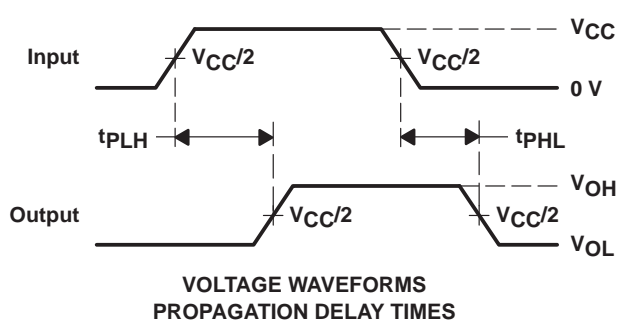 VCC
Input
VCC/2
VCC/2
0 V
tPLH
tPHL
VOH
Output
VCC/2
VCC/2
VOL
VOLTAGE WAVEFORMS
PROPAGATION DELAY TIMES